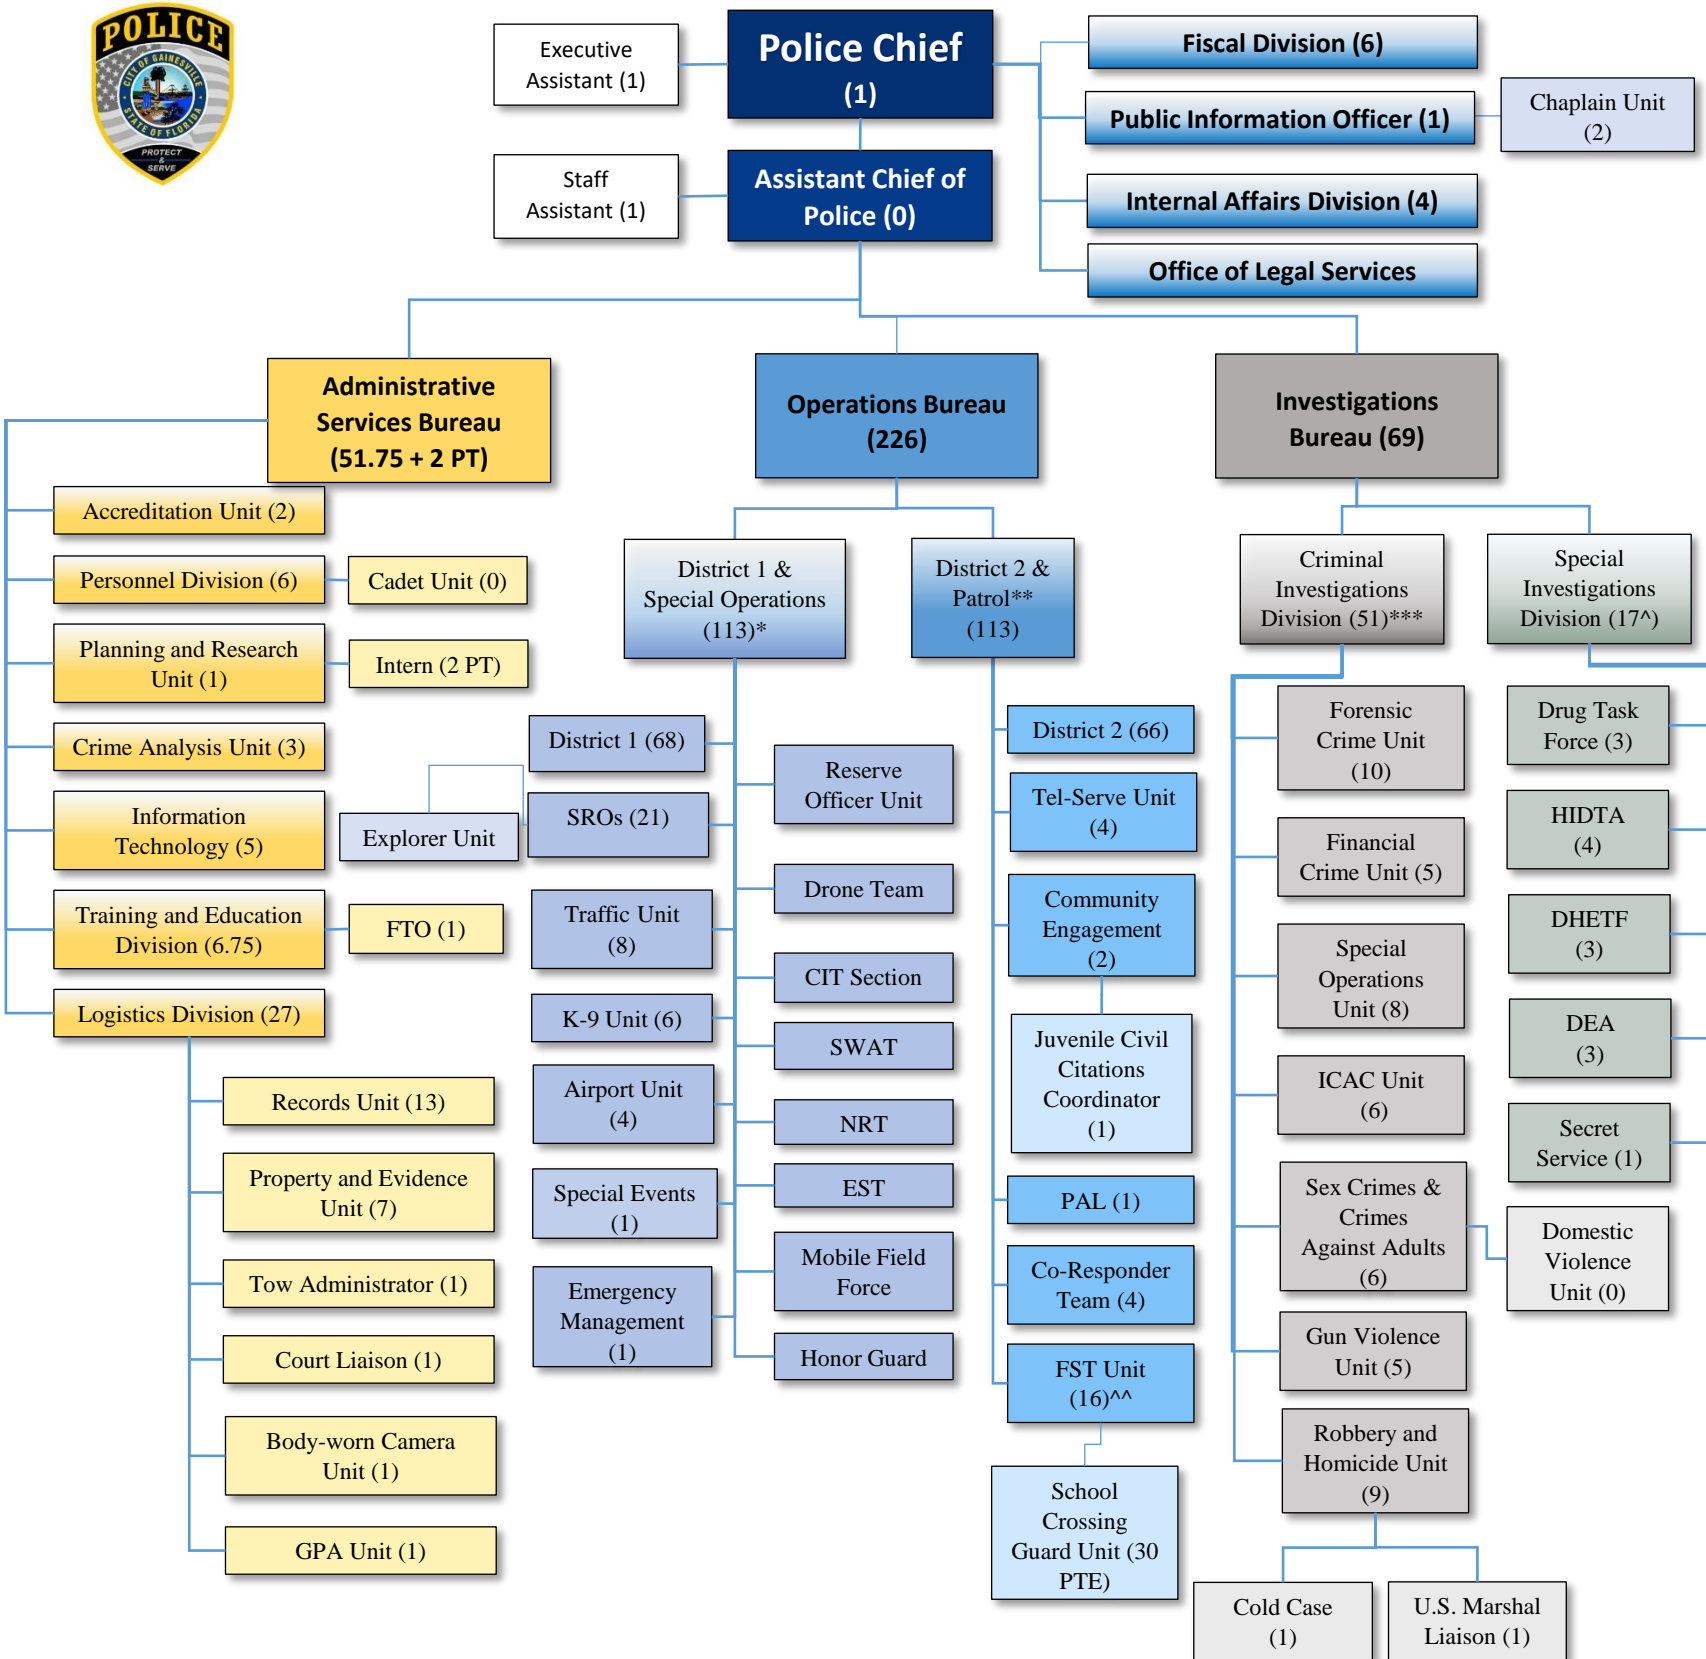 POLICE
CITY OF GAINESVILLE
STATE OF FLORIDA
PROTECT
&
SERVE
Executive
Assistant (1)
Police Chief
(1)
Fiscal Division (6)
Public Information Officer (1)
Chaplain Unit
(2)
Staff
Assistant (1)
Assistant Chief of
Police (0)
Internal Affairs Division (4)
Office of Legal Services
Administrative
Services Bureau
(51.75 + 2 PT)
Operations Bureau
(226)
Investigations
Bureau (69)
Accreditation Unit (2)
Personnel Division (6)
Cadet Unit (0)
Planning and Research
Unit (1)
Intern (2 PT)
Crime Analysis Unit (3)
Information
Technology (5)
Training and Education
Division (6.75)
FTO (1)
Logistics Division (27)
Records Unit (13)
Property and Evidence
Unit (7)
Tow Administrator (1)
Court Liaison (1)
Body-worn Camera
Unit (1)
GPA Unit (1)
District 1 &
Special Operations
(113)*
District 1 (68)
Explorer Unit
SROs (21)
Traffic Unit
(8)
K-9 Unit (6)
Airport Unit
(4)
Special Events
(1)
Emergency
Management
(1)
Reserve
Officer Unit
Drone Team
CIT Section
SWAT
NRT
EST
Mobile Field
Force
Honor Guard
District 2 &
Patrol**
(113)
District 2 (66)
Tel-Serve Unit
(4)
Community
Engagement
(2)
Juvenile Civil
Citations
Coordinator
(1)
PAL (1)
Co-Responder
Team (4)
FST Unit
(16)^^
School
Crossing
Guard Unit (30
PTE)
Criminal
Investigations
Division (51)***
Forensic
Crime Unit
(10)
Financial
Crime Unit (5)
Special
Operations
Unit (8)
ICAC Unit
(6)
Sex Crimes &
Crimes
Against Adults
(6)
Domestic
Violence
Unit (0)
Gun Violence
Unit (5)
Robbery and
Homicide Unit
(9)
Cold Case
(1)
U.S. Marshal
Liaison (1)
Special
Investigations
Division (17^)
Drug Task
Force (3)
HIDTA
(4)
DHETF
(3)
DEA
(3)
Secret
Service (1)